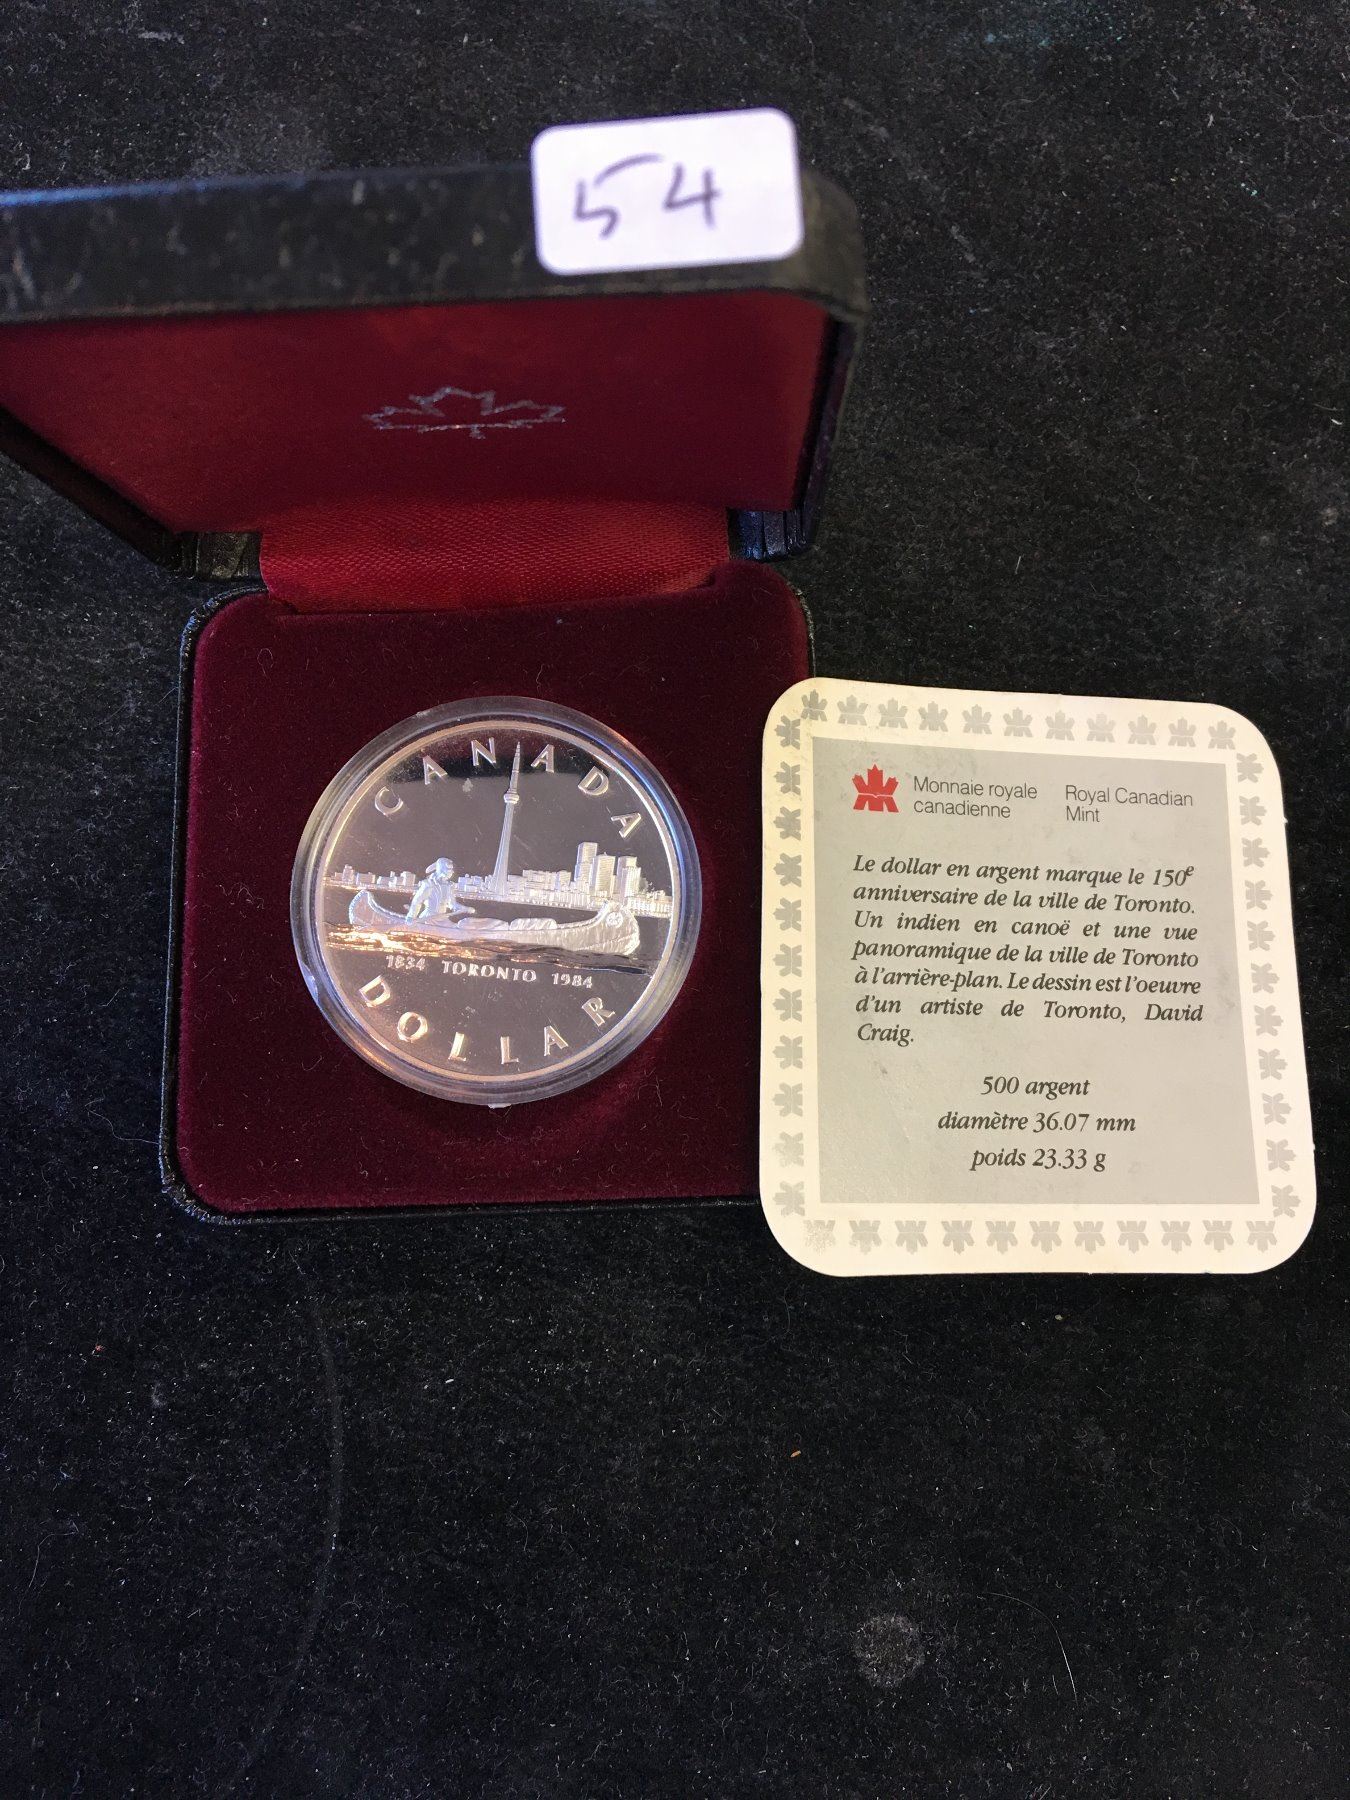 54
CANADA
1834 TORONTO 1984
DOLLAR
Monnaie royale
canadienne
Royal Canadian
Mint
Le dollar en argent marque le 150e
anniversaire de la ville de Toronto.
Un indien en canoë et une vue
panoramique de la ville de Toronto
à l'arrière-plan. Le dessin est l'oeuvre
d'un artiste de Toronto, David
Craig.
500 argent
diamètre 36.07 mm
poids 23.33 g